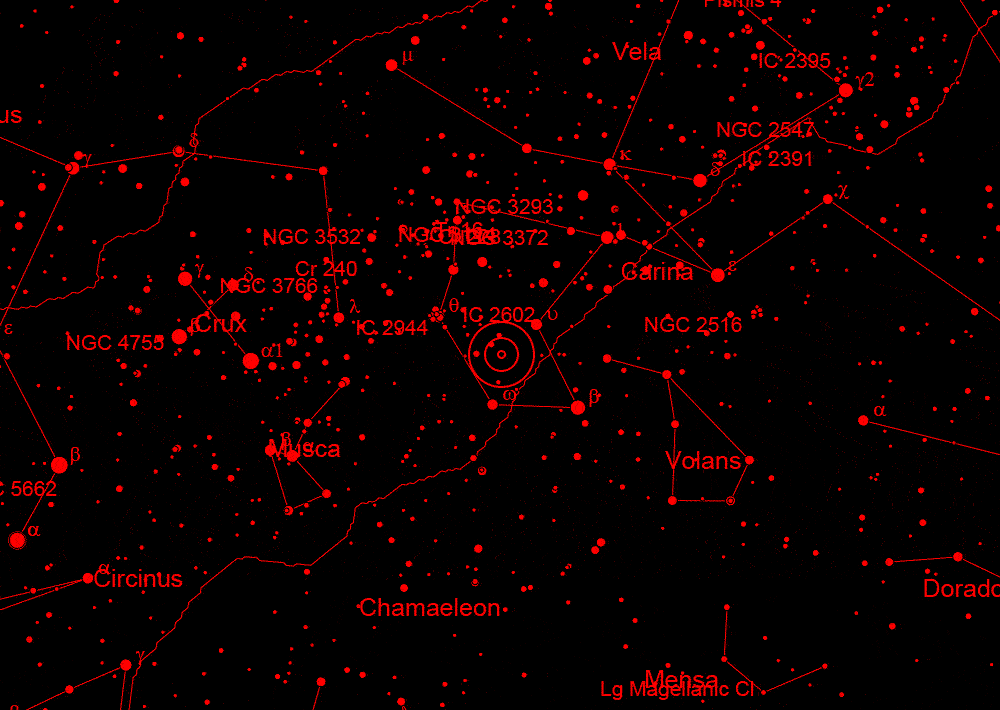 Pismis 4
Vela
μ
IC 2395
γ2
us
NGC 2547
δ
IC 2391
γ
κ
δ
χ
NGC 3293
ι
NGC 3532
NGC 3372
ε
Carina
Cr 240
γ
δ
NGC 3766
λ
θ
IC 2602
υ
ε
Crux
β
IC 2944
NGC 2516
NGC 4755
α1
ω
β
α
β
β
α
Musca
Volans
C 5662
α
α
Circinus
Dorado
Chamaeleon
γ
Mensa
Lg Magellanic Cl